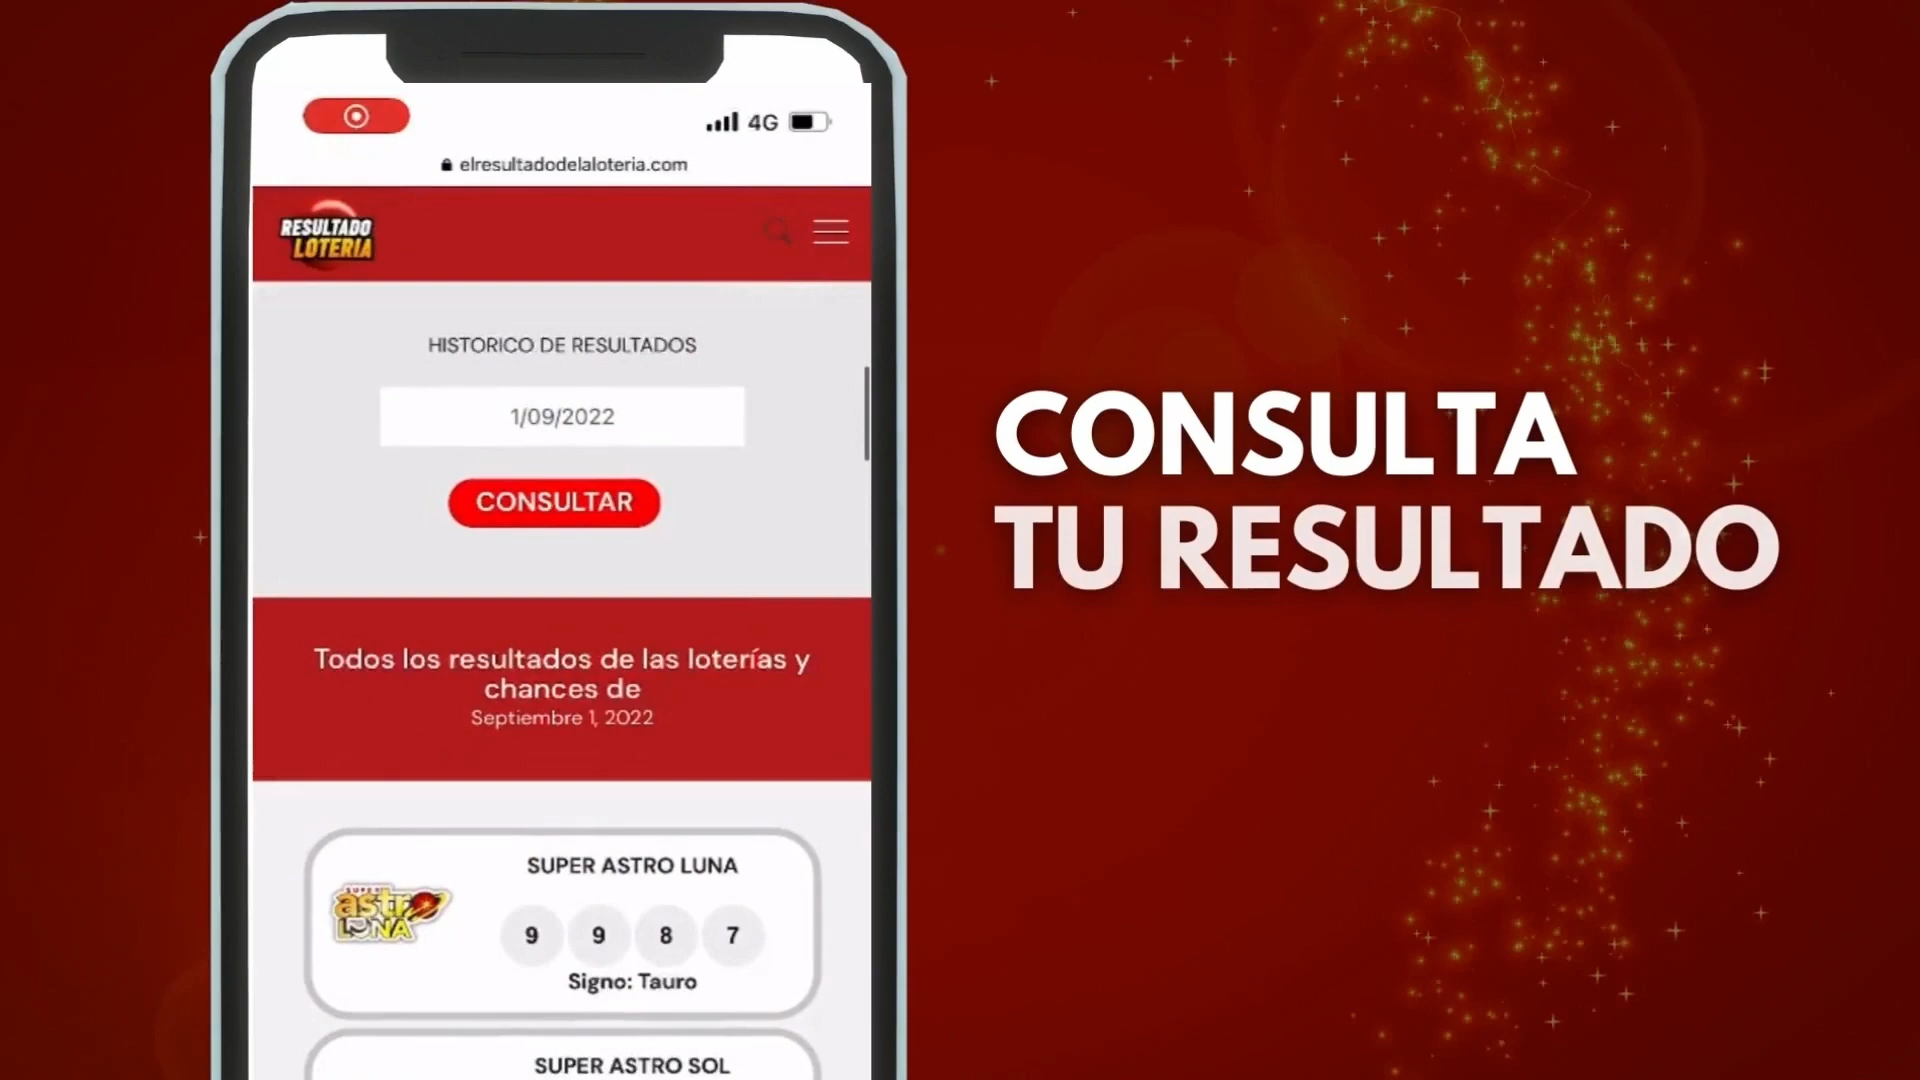 4G
elresultadodelaloteria.com
RESULTADO
LOTERIA
HISTORICO DE RESULTADOS
1/09/2022
CONSULTAR
Todos los resultados de las loterías y
chances de
Septiembre 1, 2022
SUPER ASTRO LUNA
SUPER
astro
LUNA
9 9 8 7
Signo: Tauro
SUPER ASTRO SOL
CONSULTA
TU RESULTADO